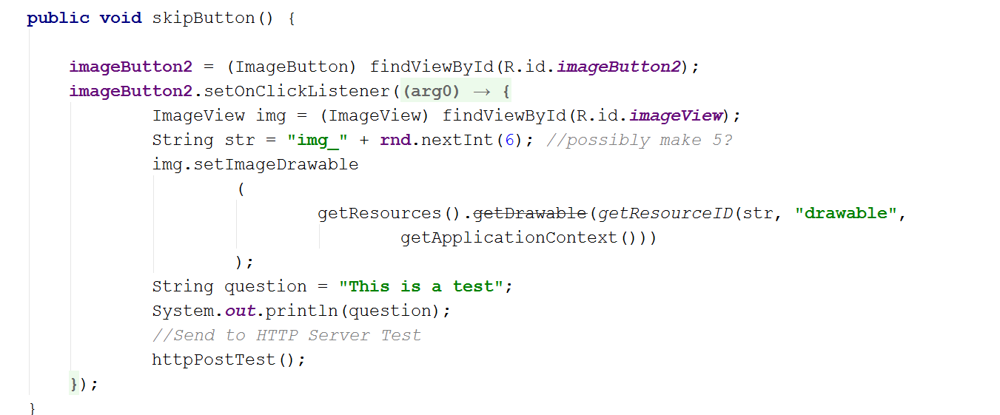 public void skipButton() {
imageButton2 = (ImageButton) findViewById(R.id.imageButton2);
imageButton2.setOnClickListener((arg0) → {
ImageView img = (ImageView) findViewById(R.id.imageView);
String str = "img_" + rnd.nextInt(6); //possibly make 5?
img.setImageDrawable
(
getResources().getDrawable(getResourceID(str, "drawable",
getApplicationContext()))
);
String question = "This is a test";
System.out.println(question);
//Send to HTTP Server Test
httpPostTest();
});
}